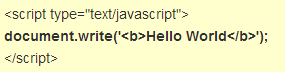 <script type="text/javascript">
document.write('<b>Hello World</b>');
</script>